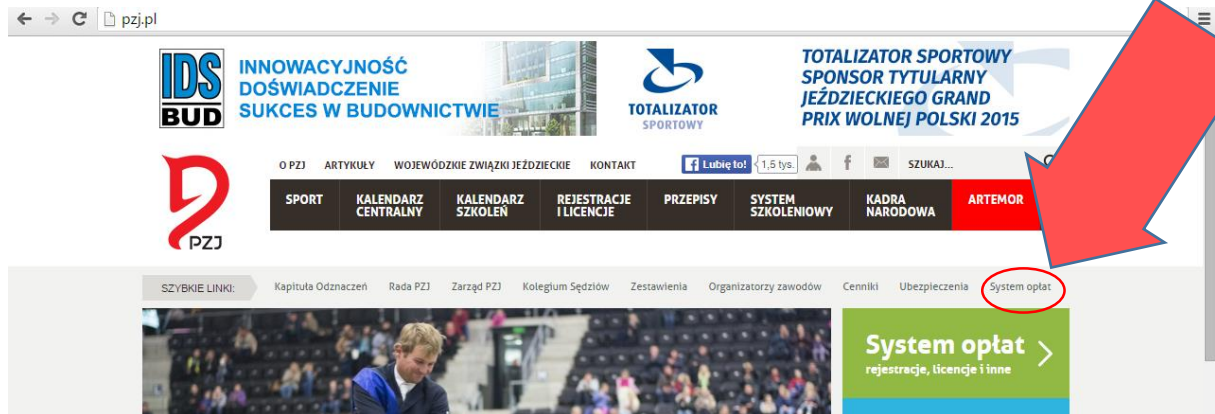 pzj.pl
IDS
BUD
INNOWACYJNOŚĆ
DOŚWIADCZENIE
SUKCES W BUDOWNICTWIE
TOTALIZATOR
SPORTOWY
TOTALIZATOR SPORTOWY
SPONSOR TYTULARNY
JEŹDZIECKIEGO GRAND
PRIX WOLNEJ POLSKI 2015
PZJ
O PZJ ARTYKUŁY WOJEWÓDZKIE ZWIĄZKI JEŹDZIECKIE KONTAKT Lubię to! 1,5 tys. SZUKAJ...
SPORT KALENDARZ CENTRALNY KALENDARZ SZKOLEŃ REJESTRACJE I LICENCJE PRZEPISY SYSTEM SZKOLENIOWY KADRA NARODOWA ARTEMOR
SZYBKIE LINKI: Kapituła Odznaczeń Rada PZJ Zarząd PZJ Kolegium Sędziów Zestawienia Organizatorzy zawodów Cenniki Ubezpieczenia System opłat
System opłat
rejestracje, licencje i inne